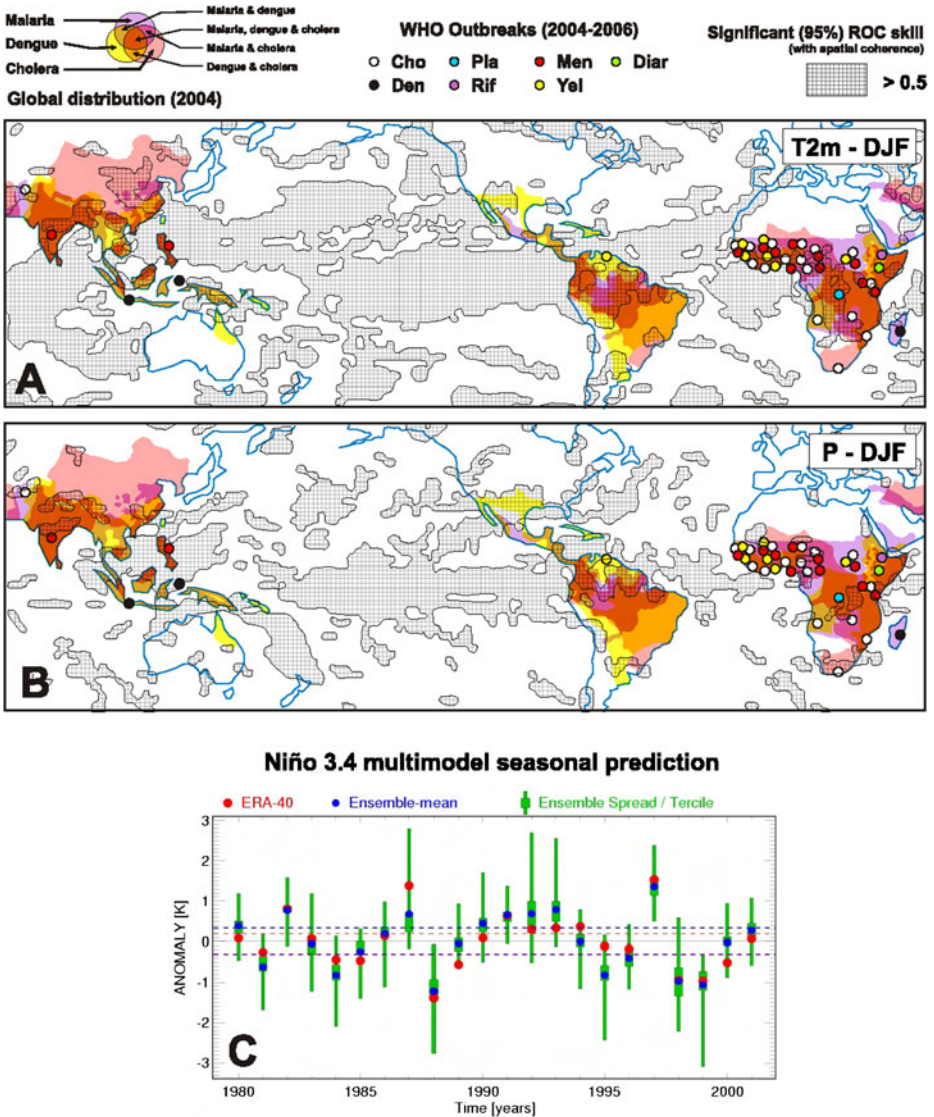 Malaria
Dengue
Cholera
Malaria & dengue
Malaria, dengue & cholera
Malaria & cholera
Dengue & cholera
Global distribution (2004)
WHO Outbreaks (2004-2006)
Cho Pla Men Diar
Den Rif Yel
Significant (95%) ROC skill
(with spatial coherence)
> 0.5
T2m - DJF
A
P - DJF
B
Niño 3.4 multimodel seasonal prediction
ERA-40 Ensemble-mean Ensemble Spread / Tercile
3
2
1
0
-1
-2
-3
ANOMALY [K]
C
1980 1985 1990 1995 2000
Time [years]